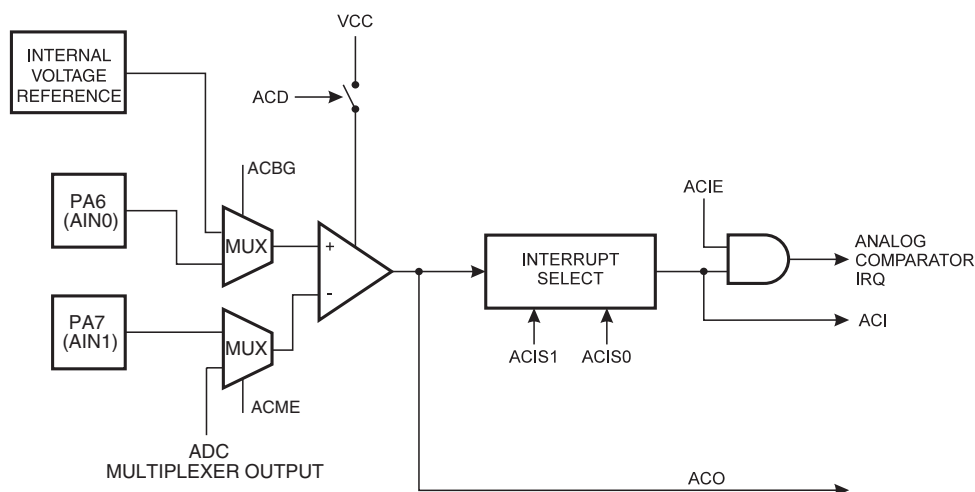 VCC
INTERNAL
VOLTAGE
REFERENCE
ACD
ACBG
PA6
(AIN0)
MUX
+
-
ACIE
INTERRUPT
SELECT
ANALOG
COMPARATOR
IRQ
PA7
(AIN1)
MUX
ACI
ACIS1 ACIS0
ACME
ADC
MULTIPLEXER OUTPUT
ACO